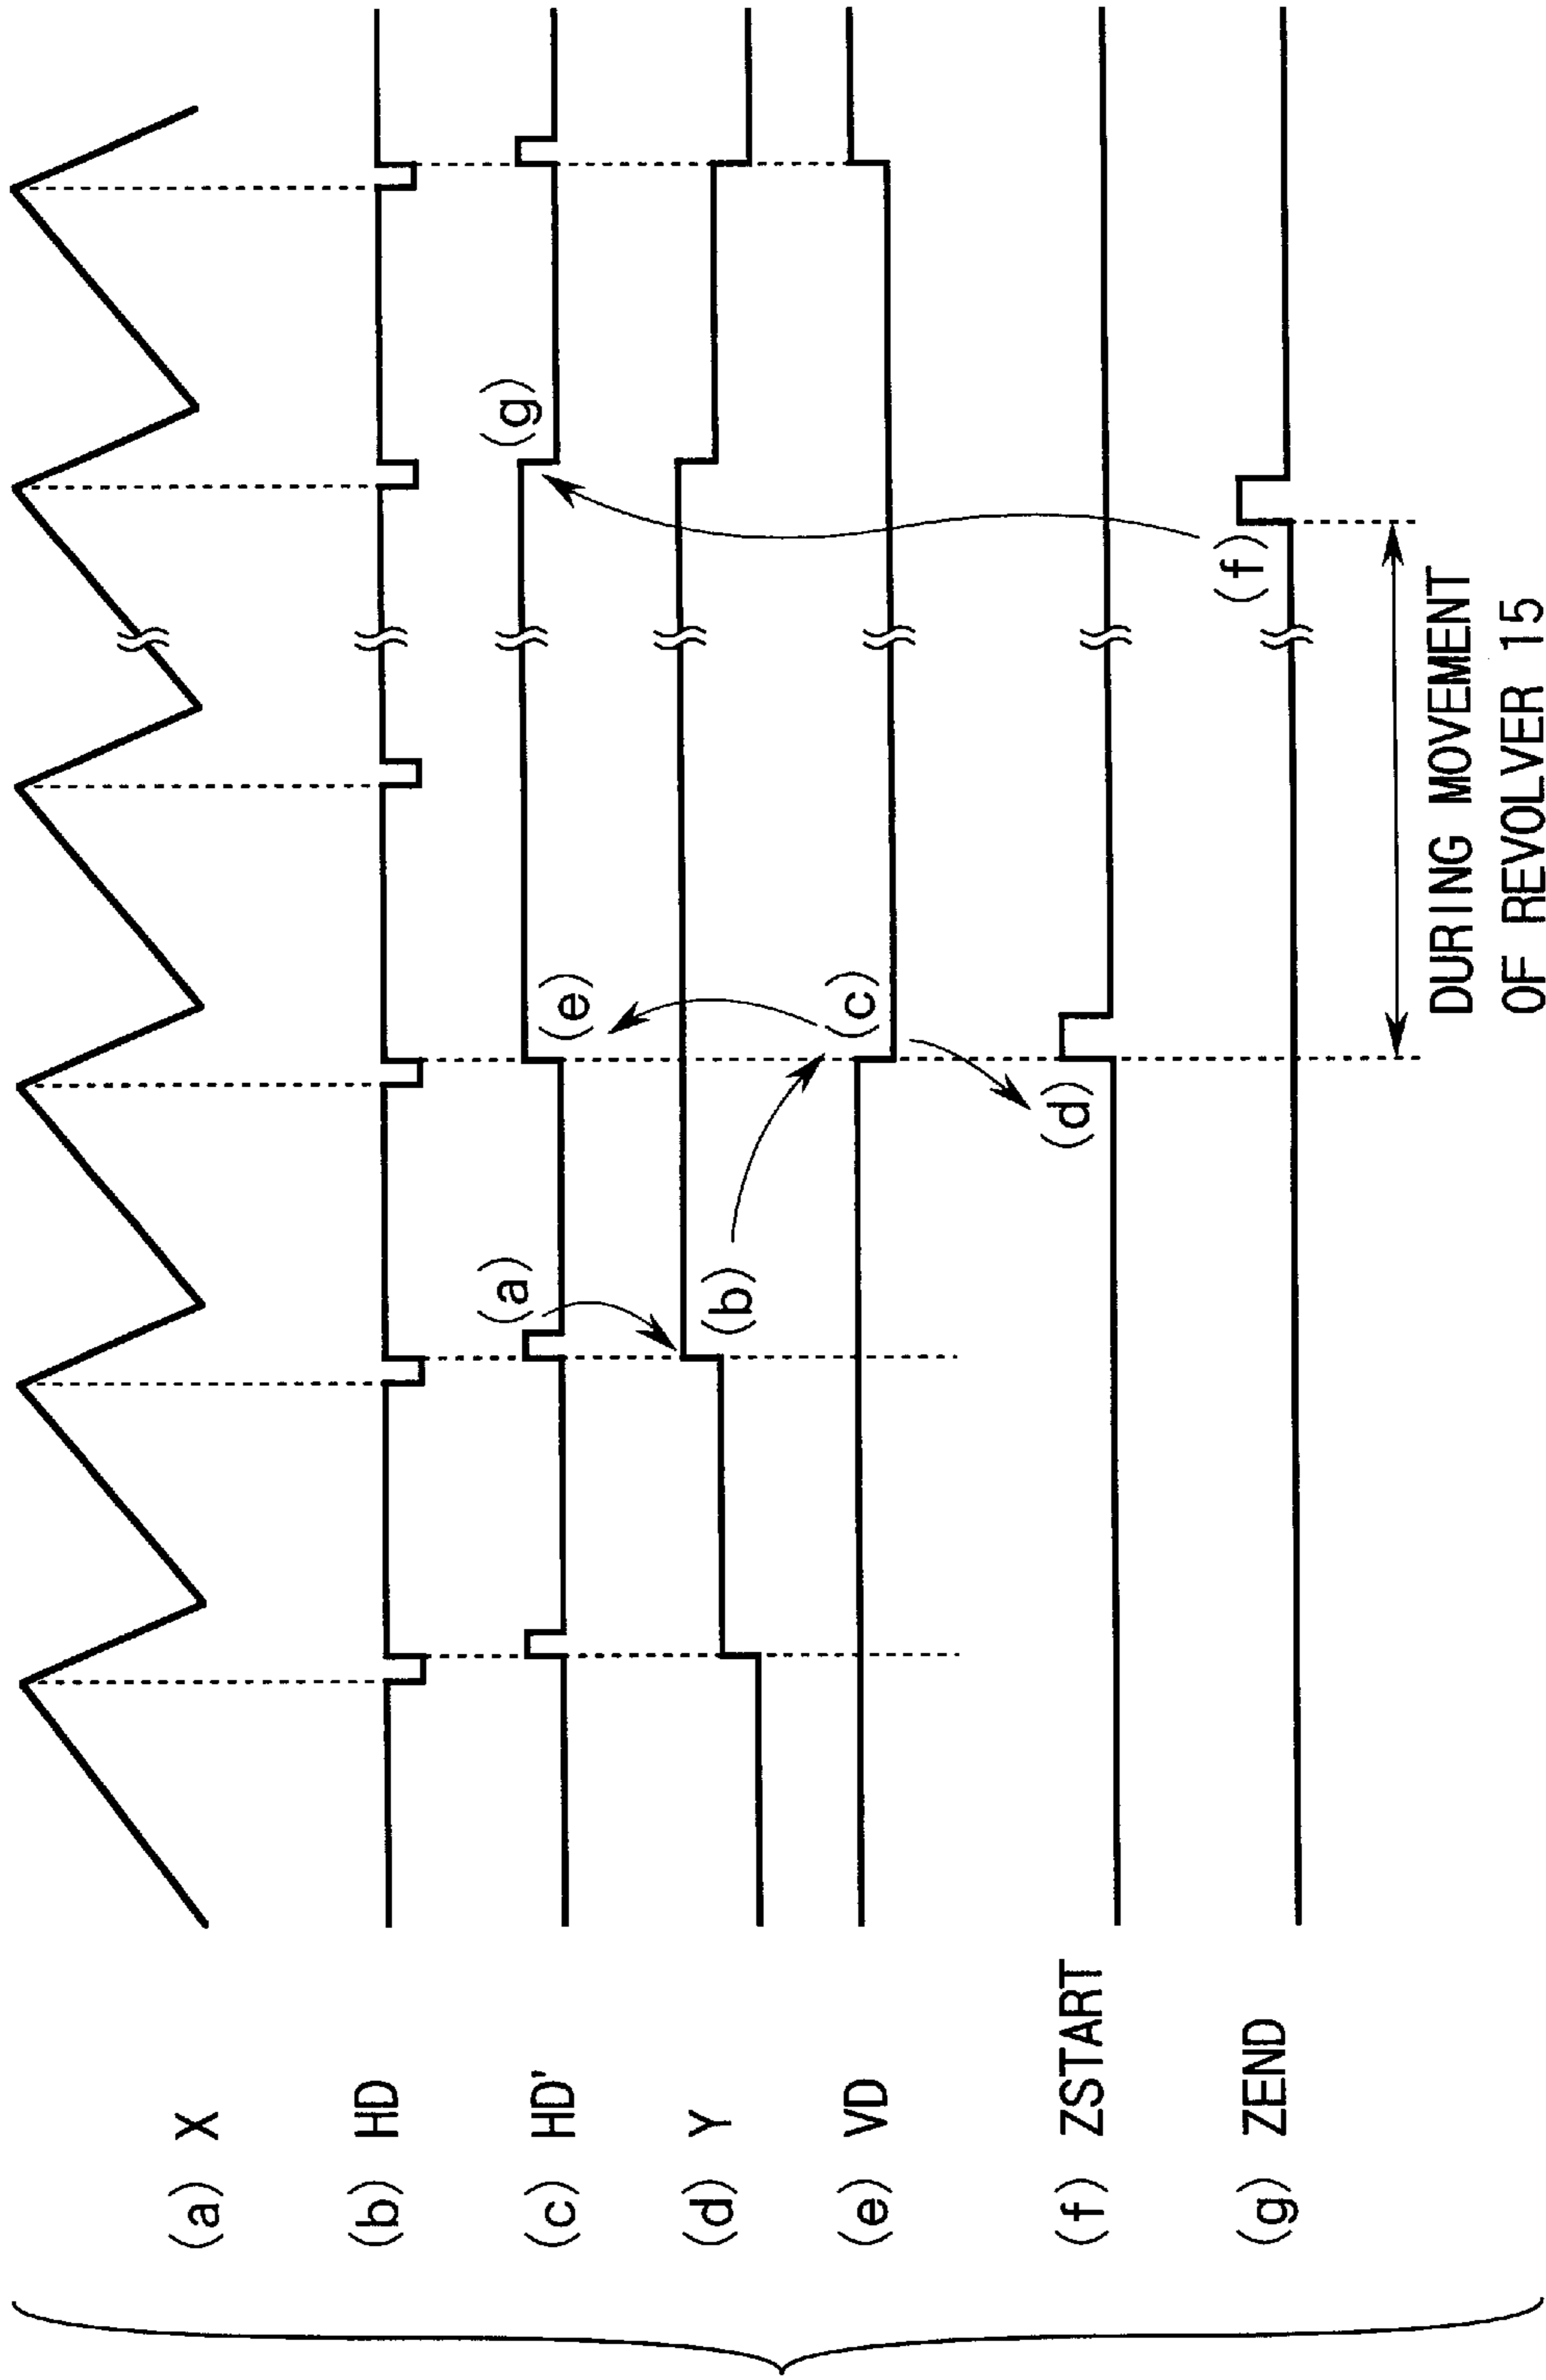 (a) X
(b) HD
(c) HD'
(d) Y
(e) VD
(f) ZSTART
(g) ZEND
(a)
(b)
(c)
(d)
(e)
(f)
(g)
DURING MOVEMENT
OF REVOLVER 15